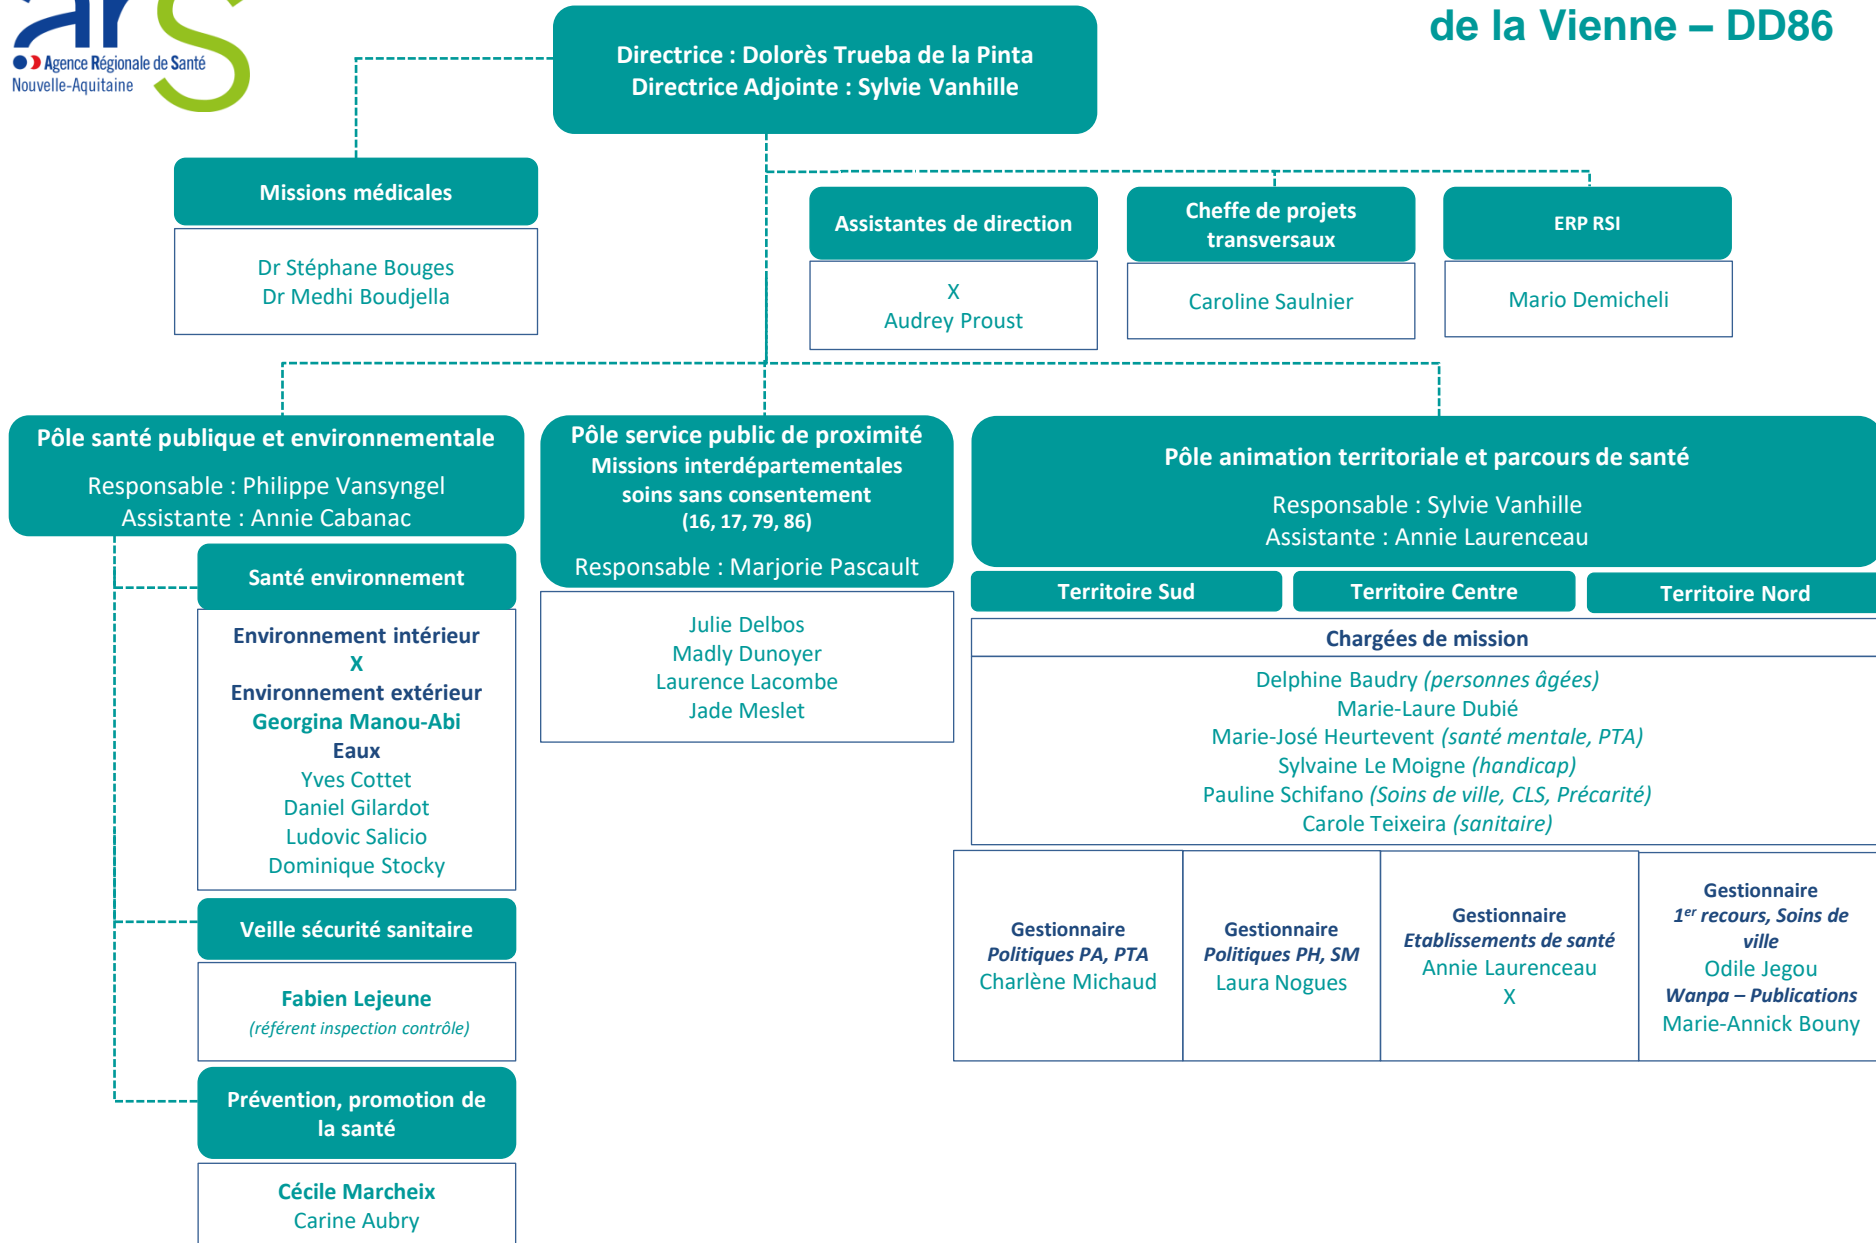 ars
Agence Régionale de Santé
Nouvelle-Aquitaine
de la Vienne – DD86
Directrice : Dolorès Trueba de la Pinta
Directrice Adjointe : Sylvie Vanhille
Missions médicales
Dr Stéphane Bouges
Dr Medhi Boudjella
Assistantes de direction
X
Audrey Proust
Cheffe de projets
transversaux
Caroline Saulnier
ERP RSI
Mario Demicheli
Pôle santé publique et environnementale
Responsable : Philippe Vansyngel
Assistante : Annie Cabanac
Santé environnement
Environnement intérieur
X
Environnement extérieur
Georgina Manou-Abi
Eaux
Yves Cottet
Daniel Gilardot
Ludovic Salicio
Dominique Stocky
Veille sécurité sanitaire
Fabien Lejeune
(référent inspection contrôle)
Prévention, promotion de
la santé
Cécile Marcheix
Carine Aubry
Pôle service public de proximité
Missions interdépartementales
soins sans consentement
(16, 17, 79, 86)
Responsable : Marjorie Pascault
Julie Delbos
Madly Dunoyer
Laurence Lacombe
Jade Meslet
Pôle animation territoriale et parcours de santé
Responsable : Sylvie Vanhille
Assistante : Annie Laurenceau
Territoire Sud
Territoire Centre
Territoire Nord
Chargées de mission
Delphine Baudry (personnes âgées)
Marie-Laure Dubié
Marie-José Heurtevent (santé mentale, PTA)
Sylvaine Le Moigne (handicap)
Pauline Schifano (Soins de ville, CLS, Précarité)
Carole Teixeira (sanitaire)
Gestionnaire
Politiques PA, PTA
Charlène Michaud
Gestionnaire
Politiques PH, SM
Laura Nogues
Gestionnaire
Etablissements de santé
Annie Laurenceau
X
Gestionnaire
1er recours, Soins de
ville
Odile Jegou
Wanpa – Publications
Marie-Annick Bouny